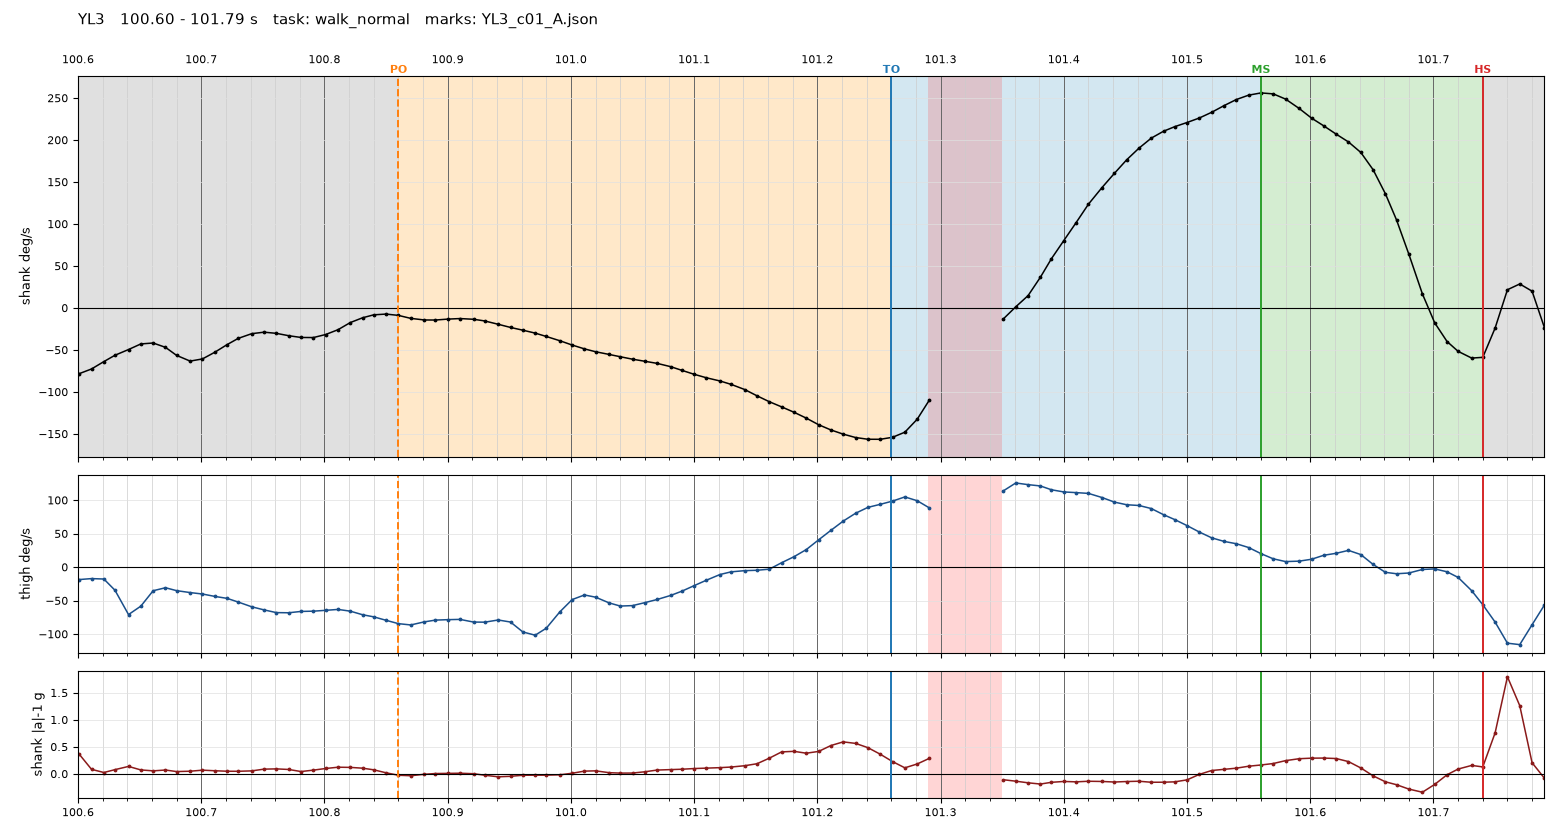 YL3   100.60 - 101.79 s   task: walk_normal   marks: YL3_c01_A.json
100.6 100.7 100.8 100.9 101.0 101.1 101.2 101.3 101.4 101.5 101.6 101.7
PO TO MS HS
250
200
150
100
50
0
−50
−100
−150
shank deg/s
100
50
0
−50
−100
thigh deg/s
1.5
1.0
0.5
0.0
shank |a|-1 g
100.6 100.7 100.8 100.9 101.0 101.1 101.2 101.3 101.4 101.5 101.6 101.7